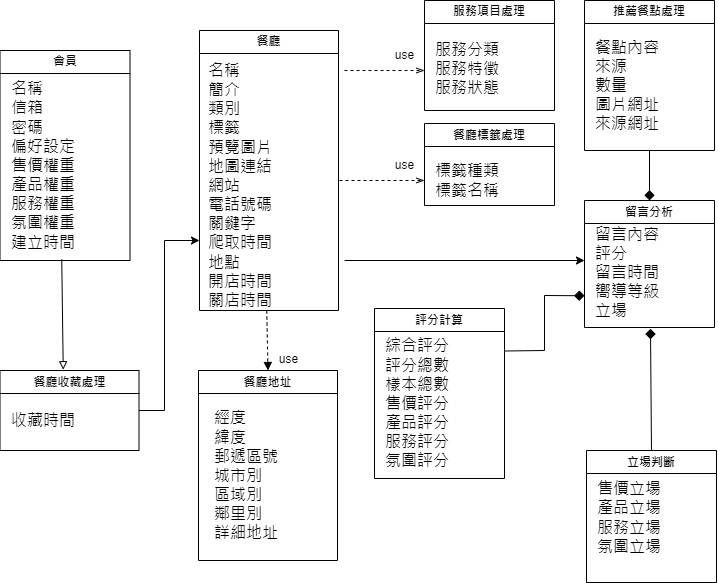 會員
名稱
信箱
密碼
偏好設定
售價權重
產品權重
服務權重
氛圍權重
建立時間
餐廳收藏處理
收藏時間
餐廳
名稱
簡介
類別
標籤
預覽圖片
地圖連結
網站
電話號碼
關鍵字
爬取時間
地點
開店時間
關店時間
use
餐廳地址
經度
緯度
郵遞區號
城市別
區域別
鄰里別
詳細地址
use
服務項目處理
服務分類
服務特徵
服務狀態
use
餐廳標籤處理
標籤種類
標籤名稱
評分計算
綜合評分
評分總數
樣本總數
售價評分
產品評分
服務評分
氛圍評分
推薦餐點處理
餐點內容
來源
數量
圖片網址
來源網址
留言分析
留言內容
評分
留言時間
嚮導等級
立場
立場判斷
售價立場
產品立場
服務立場
氛圍立場